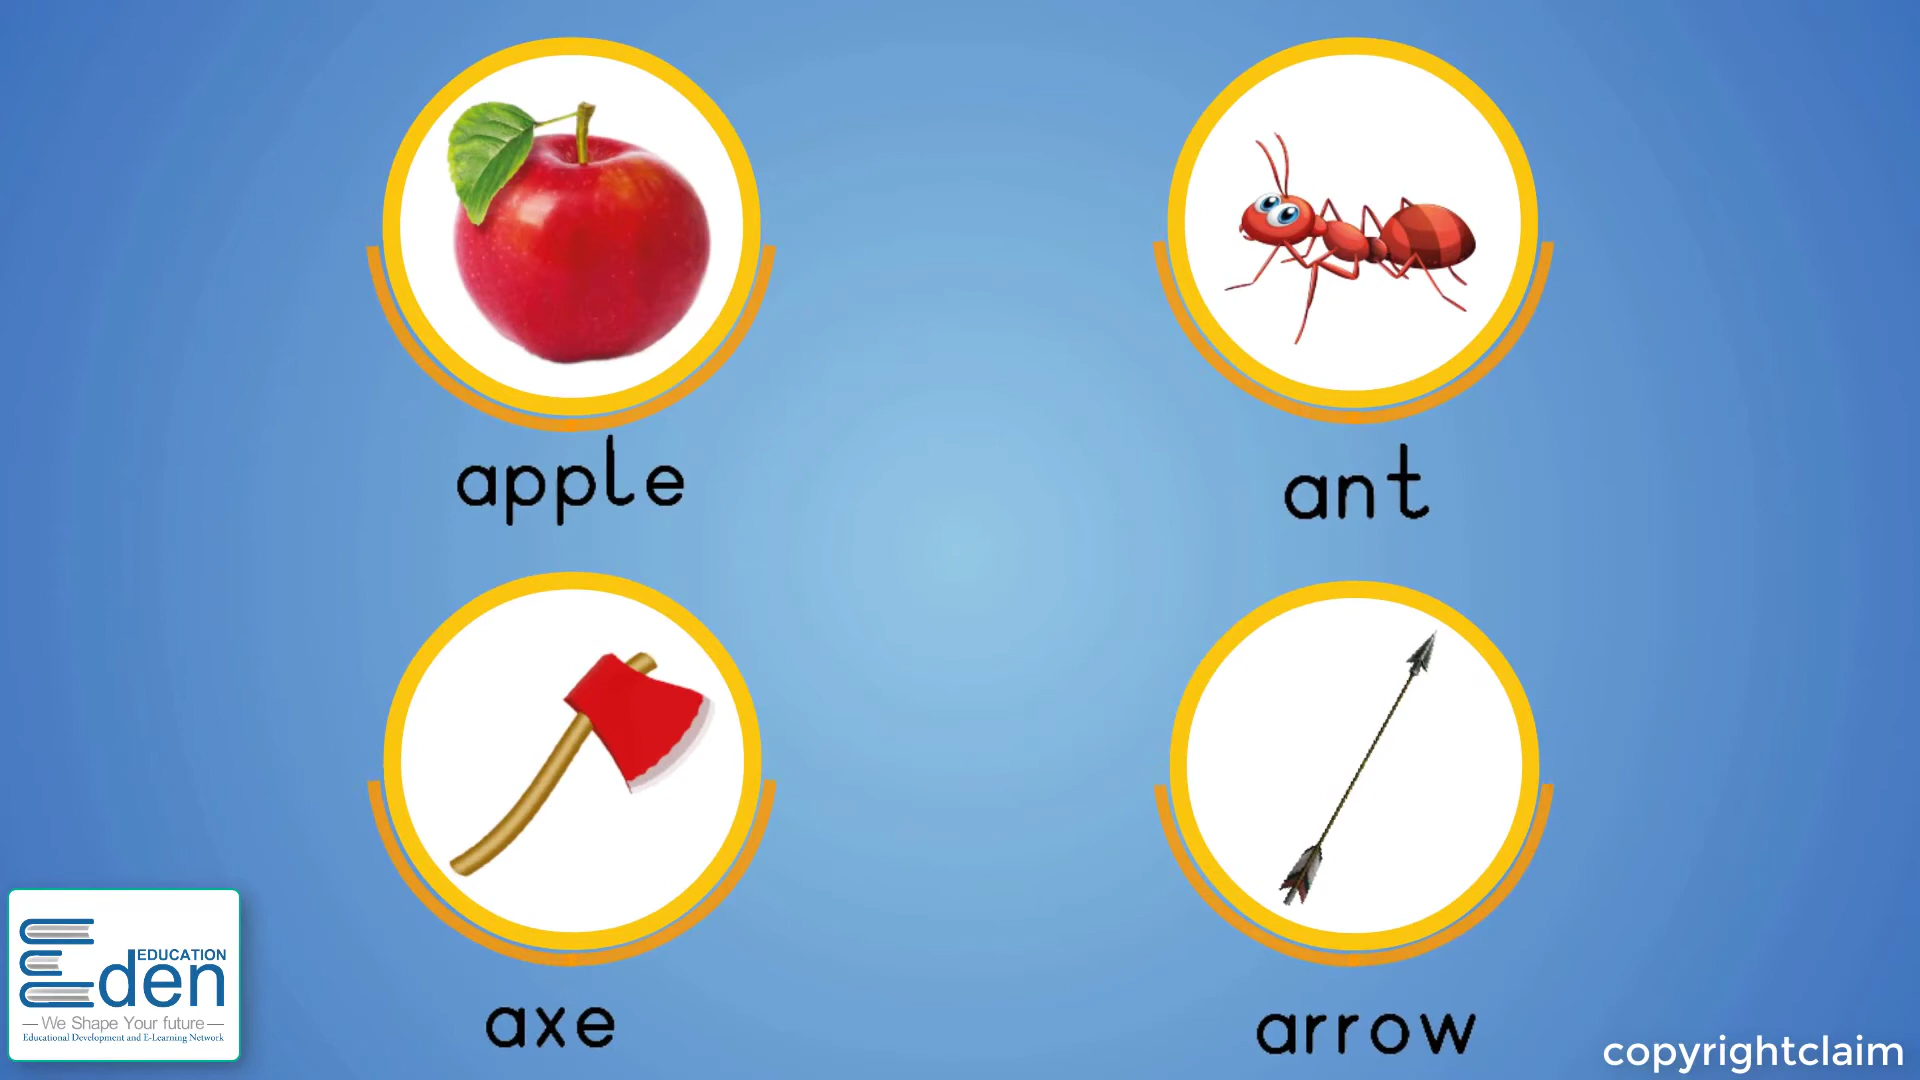 apple
ant
axe
arrow
EDUCATION
Eden
We Shape Your future
Educational Development and E-Learning Network
copyrightclaim